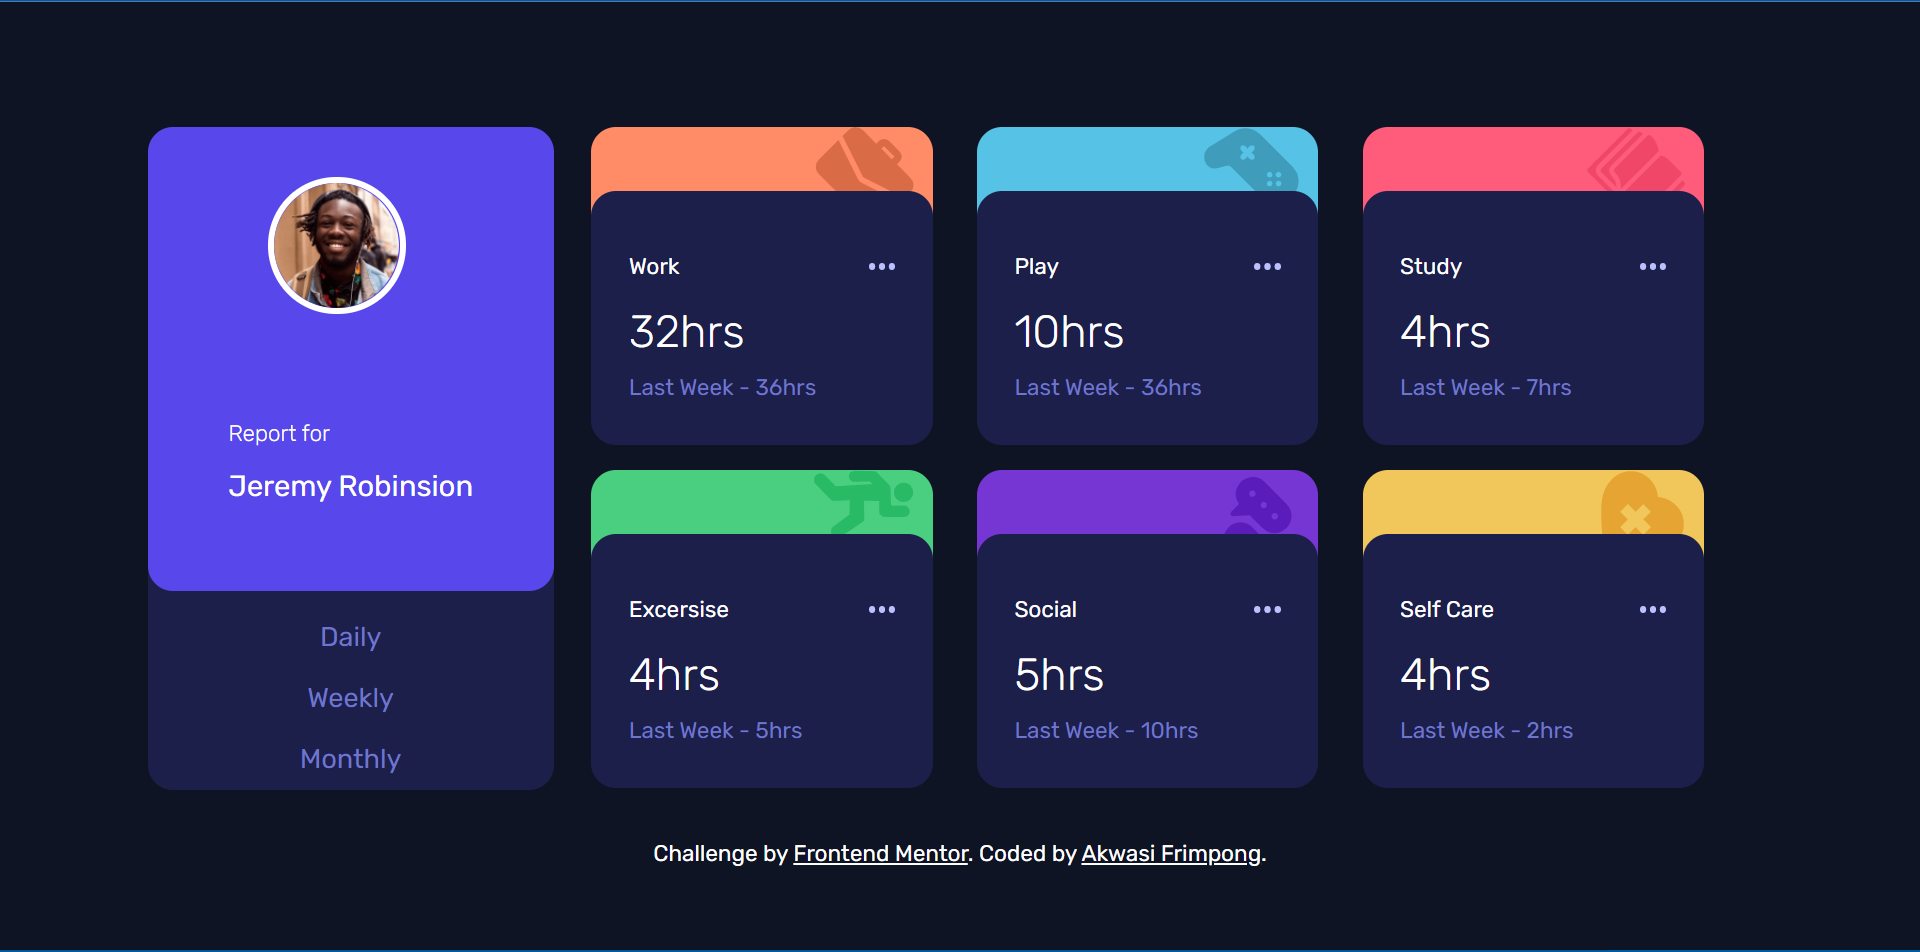 Report for
Jeremy Robinsion
Daily
Weekly
Monthly
Work
32hrs
Last Week - 36hrs
Play
10hrs
Last Week - 36hrs
Study
4hrs
Last Week - 7hrs
Excersise
4hrs
Last Week - 5hrs
Social
5hrs
Last Week - 10hrs
Self Care
4hrs
Last Week - 2hrs
Challenge by Frontend Mentor. Coded by Akwasi Frimpong.